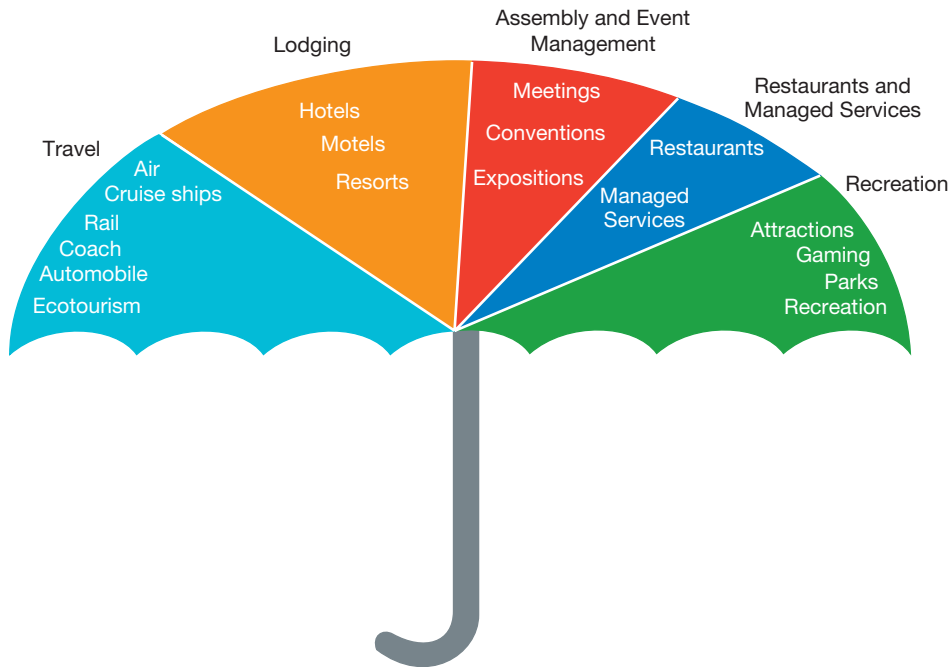 Travel
Air
Cruise ships
Rail
Coach
Automobile
Ecotourism
Lodging
Hotels
Motels
Resorts
Assembly and Event
Management
Meetings
Conventions
Expositions
Restaurants and
Managed Services
Restaurants
Managed
Services
Recreation
Attractions
Gaming
Parks
Recreation